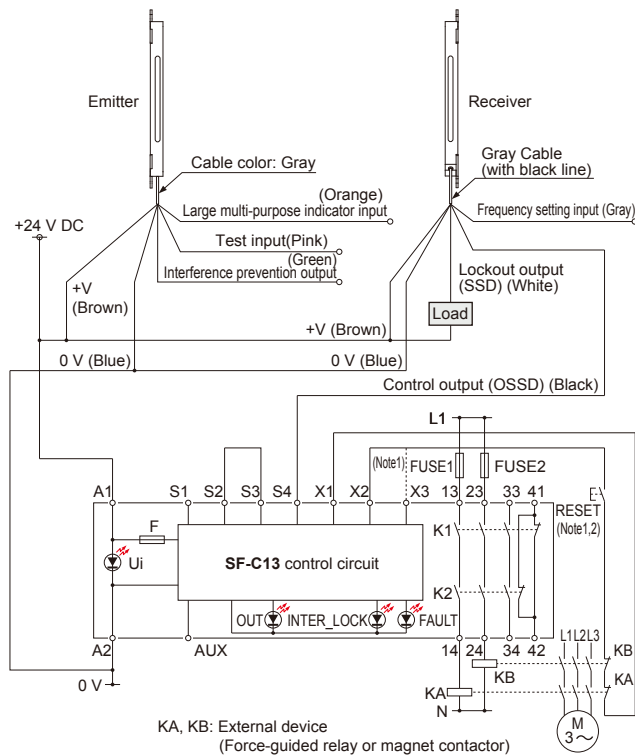 Emitter
Receiver
Cable color: Gray
Gray Cable
(with black line)
(Orange)
Large multi-purpose indicator input
Frequency setting input (Gray)
+24 V DC
Test input(Pink)
(Green)
Interference prevention output
Lockout output
(SSD) (White)
+V
(Brown)
Load
+V (Brown)
0 V (Blue)
0 V (Blue)
Control output (OSSD) (Black)
L1
(Note1)
FUSE1
FUSE2
A1
S1
S2
S3
S4
X1
X2
X3
13
23
33
41
RESET
(Note1,2)
F
K1
Ui
SF-C13 control circuit
K2
OUT
INTER_LOCK
FAULT
A2
AUX
14
24
34
42
L1
L2
L3
KB
KB
KA
KA
0 V
N
M
3~
KA, KB: External device
(Force-guided relay or magnet contactor)